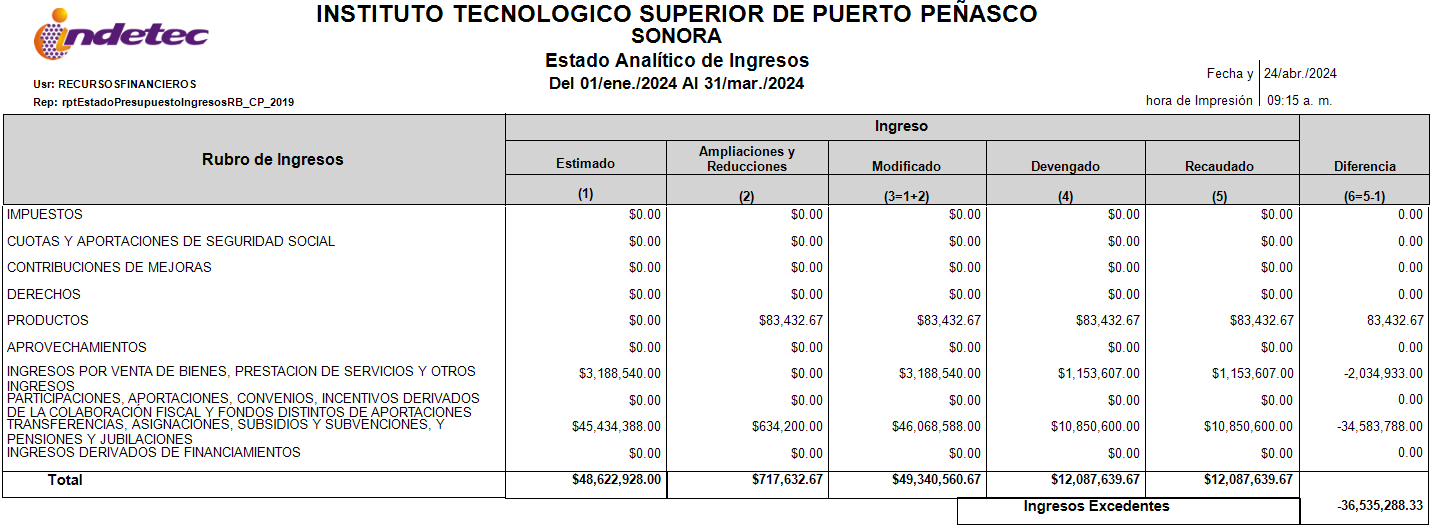 INSTITUTO TECNOLOGICO SUPERIOR DE PUERTO PEÑASCO
indetec
SONORA
Estado Analítico de Ingresos
Usr: RECURSOSFINANCIEROS
Del 01/ene./2024 Al 31/mar./2024
Fecha y 24/abr./2024
Rep: rptEstadoPresupuestoIngresosRB_CP_2019
hora de Impresión 09:15 a. m.
Ingreso
Rubro de Ingresos
Estimado
Ampliaciones y
Reducciones
Modificado
Devengado
Recaudado
Diferencia
(1) (2) (3=1+2) (4) (5) (6=5-1)
IMPUESTOS $0.00 $0.00 $0.00 $0.00 $0.00 0.00
CUOTAS Y APORTACIONES DE SEGURIDAD SOCIAL $0.00 $0.00 $0.00 $0.00 $0.00 0.00
CONTRIBUCIONES DE MEJORAS $0.00 $0.00 $0.00 $0.00 $0.00 0.00
DERECHOS $0.00 $0.00 $0.00 $0.00 $0.00 0.00
PRODUCTOS $0.00 $83,432.67 $83,432.67 $83,432.67 $83,432.67 83,432.67
APROVECHAMIENTOS $0.00 $0.00 $0.00 $0.00 $0.00 0.00
INGRESOS POR VENTA DE BIENES, PRESTACION DE SERVICIOS Y OTROS $3,188,540.00 $0.00 $3,188,540.00 $1,153,607.00 $1,153,607.00 -2,034,933.00
INGRESOS
PARTICIPACIONES, APORTACIONES, CONVENIOS, INCENTIVOS DERIVADOS $0.00 $0.00 $0.00 $0.00 $0.00 0.00
DE LA COLABORACIÓN FISCAL Y FONDOS DISTINTOS DE APORTACIONES
TRANSFERENCIAS, ASIGNACIONES, SUBSIDIOS Y SUBVENCIONES, Y $45,434,388.00 $634,200.00 $46,068,588.00 $10,850,600.00 $10,850,600.00 -34,583,788.00
PENSIONES Y JUBILACIONES
INGRESOS DERIVADOS DE FINANCIAMIENTOS $0.00 $0.00 $0.00 $0.00 $0.00 0.00
Total $48,622,928.00 $717,632.67 $49,340,560.67 $12,087,639.67 $12,087,639.67
Ingresos Excedentes -36,535,288.33